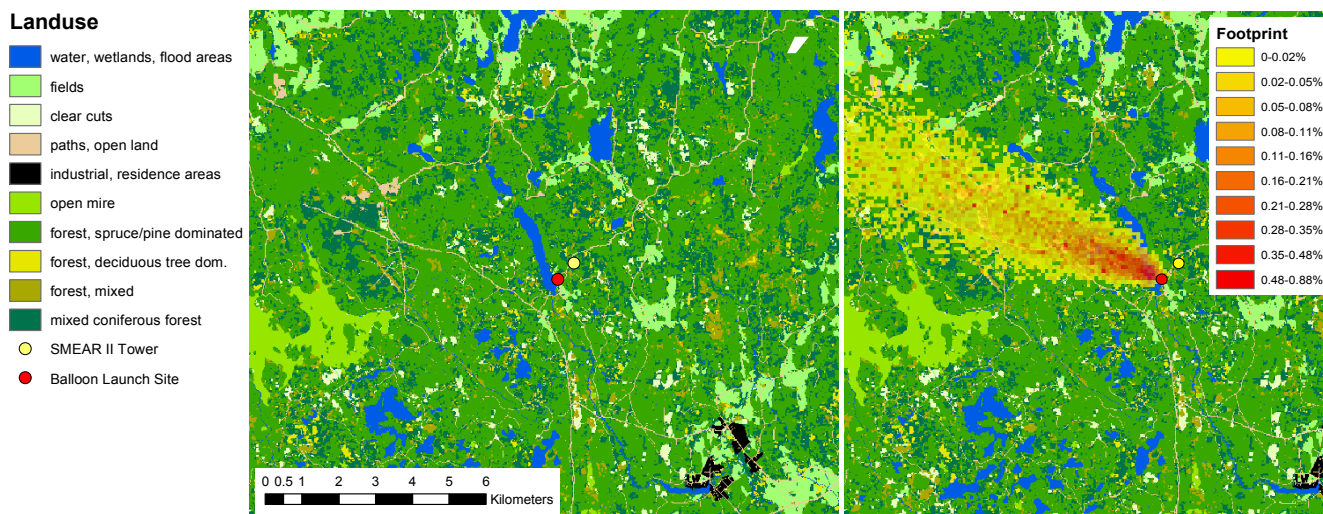 Landuse
water, wetlands, flood areas
fields
clear cuts
paths, open land
industrial, residence areas
open mire
forest, spruce/pine dominated
forest, deciduous tree dom.
forest, mixed
mixed coniferous forest
SMEAR II Tower
Balloon Launch Site
0 0.5 1 2 3 4 5 6
Kilometers
Footprint
0-0.02%
0.02-0.05%
0.05-0.08%
0.08-0.11%
0.11-0.16%
0.16-0.21%
0.21-0.28%
0.28-0.35%
0.35-0.48%
0.48-0.88%